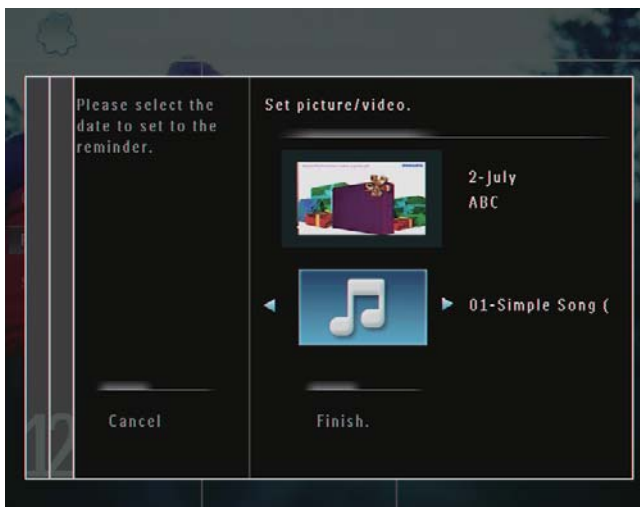 Please select the
date to set to the
reminder.
Cancel
12
Set picture/video.
2-July
ABC
01-Simple Song (
Finish.